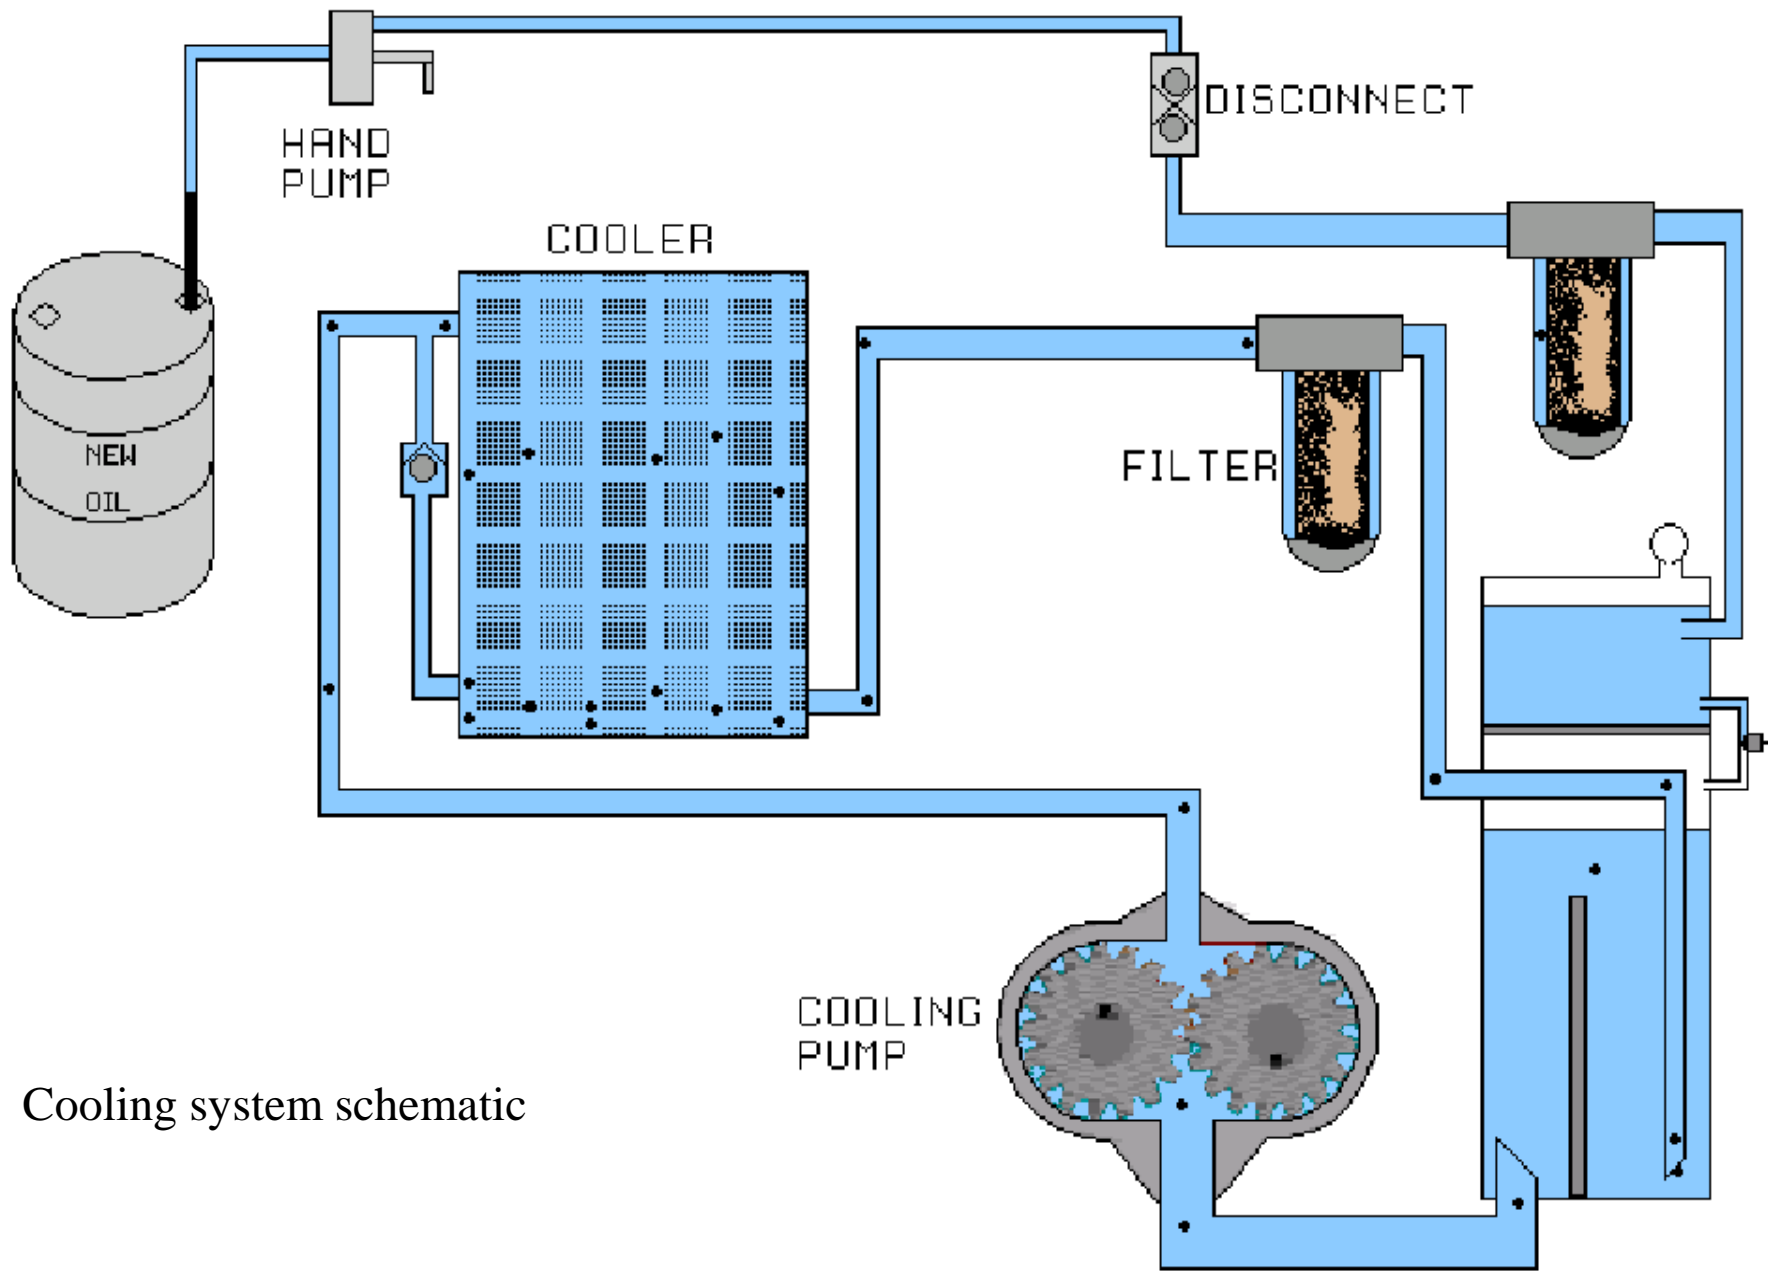 HAND
PUMP
DISCONNECT
COOLER
NEW
OIL
FILTER
COOLING
PUMP
Cooling system schematic